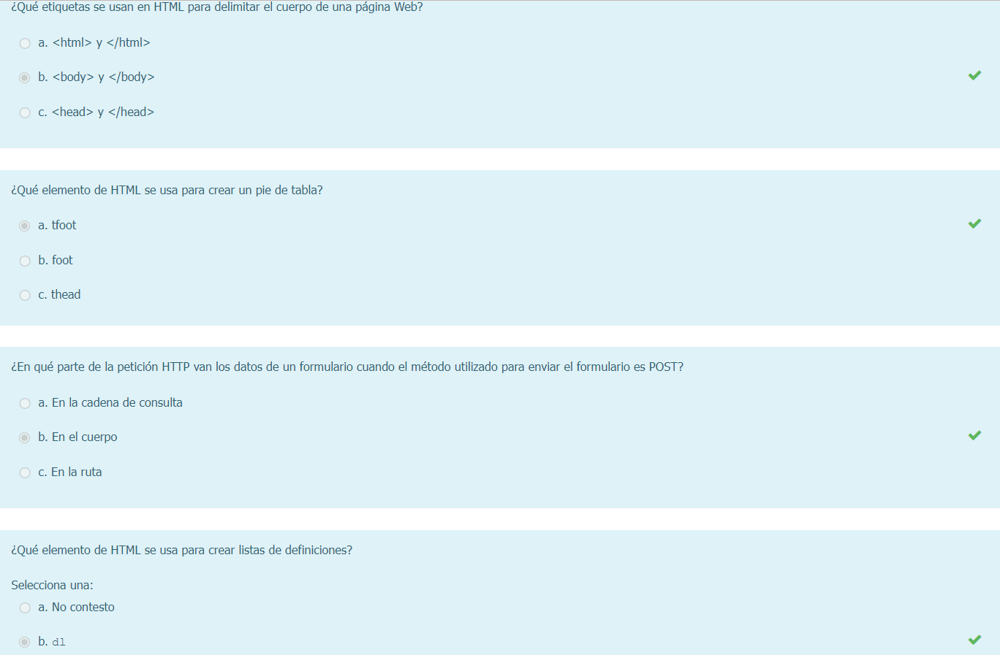 ¿Qué etiquetas se usan en HTML para delimitar el cuerpo de una página Web?
a. <html> y </html>
b. <body> y </body>
c. <head> y </head>
¿Qué elemento de HTML se usa para crear un pie de tabla?
a. tfoot
b. foot
c. thead
¿En qué parte de la petición HTTP van los datos de un formulario cuando el método utilizado para enviar el formulario es POST?
a. En la cadena de consulta
b. En el cuerpo
c. En la ruta
¿Qué elemento de HTML se usa para crear listas de definiciones?
Selecciona una:
a. No contesto
b. dl